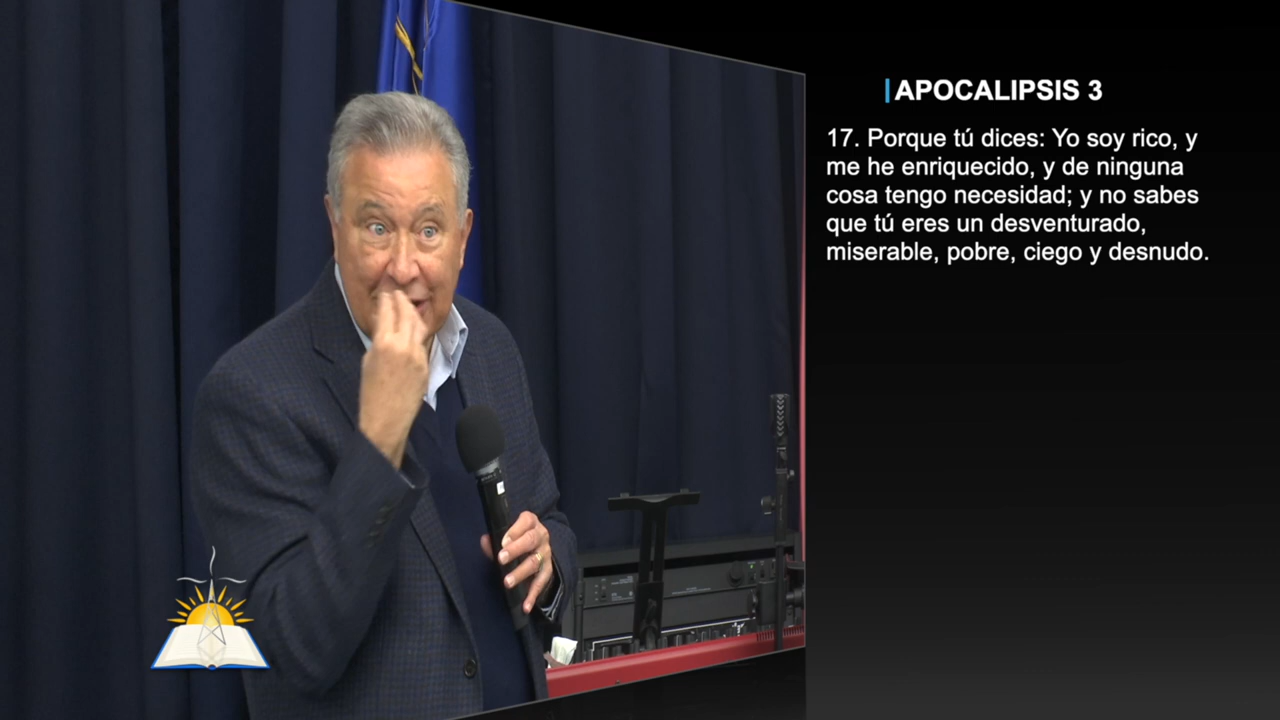 APOCALIPSIS 3
17. Porque tú dices: Yo soy rico, y
me he enriquecido, y de ninguna
cosa tengo necesidad; y no sabes
que tú eres un desventurado,
miserable, pobre, ciego y desnudo.